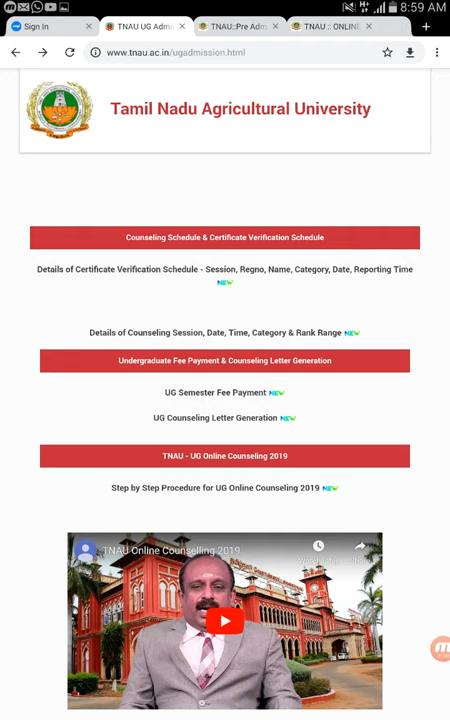 8:59 AM
Sign In
TNAU UG Adm
TNAU::Pre Adm
TNAU :: ONLINE
www.tnau.ac.in/ugadmission.html
Tamil Nadu Agricultural University
Counseling Schedule & Certificate Verification Schedule
Details of Certificate Verification Schedule - Session, Regno, Name, Category, Date, Reporting Time
NEW
Details of Counseling Session, Date, Time, Category & Rank Range NEW
Undergraduate Fee Payment & Counseling Letter Generation
UG Semester Fee Payment NEW
UG Counseling Letter Generation NEW
TNAU - UG Online Counseling 2019
Step by Step Procedure for UG Online Counseling 2019 NEW
TNAU Online Counselling 2019